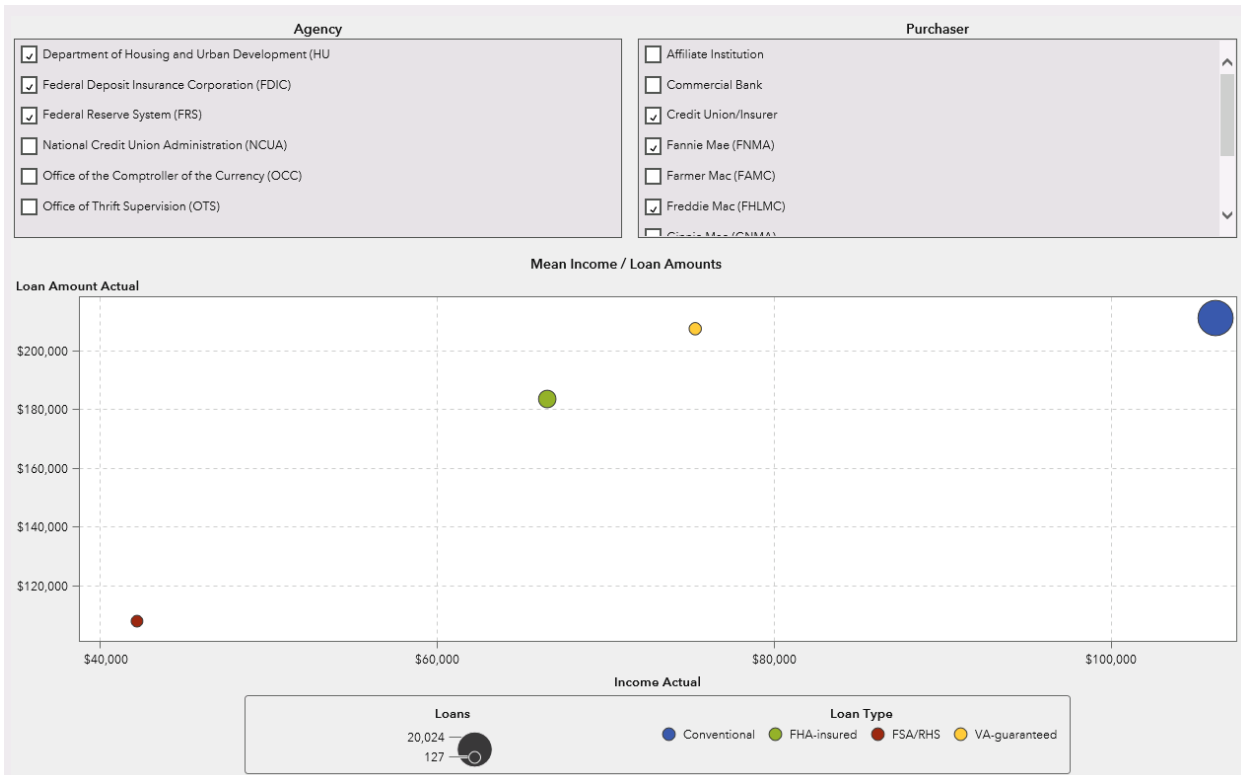 Agency
Department of Housing and Urban Development (HU
Federal Deposit Insurance Corporation (FDIC)
Federal Reserve System (FRS)
National Credit Union Administration (NCUA)
Office of the Comptroller of the Currency (OCC)
Office of Thrift Supervision (OTS)
Purchaser
Affiliate Institution
Commercial Bank
Credit Union/Insurer
Fannie Mae (FNMA)
Farmer Mac (FAMC)
Freddie Mac (FHLMC)
Ginnie Mae (GNMA)
Mean Income / Loan Amounts
Loan Amount Actual
$200,000
$180,000
$160,000
$140,000
$120,000
$40,000 $60,000 $80,000 $100,000
Income Actual
Loans
20,024
127
Loan Type
Conventional FHA-insured FSA/RHS VA-guaranteed